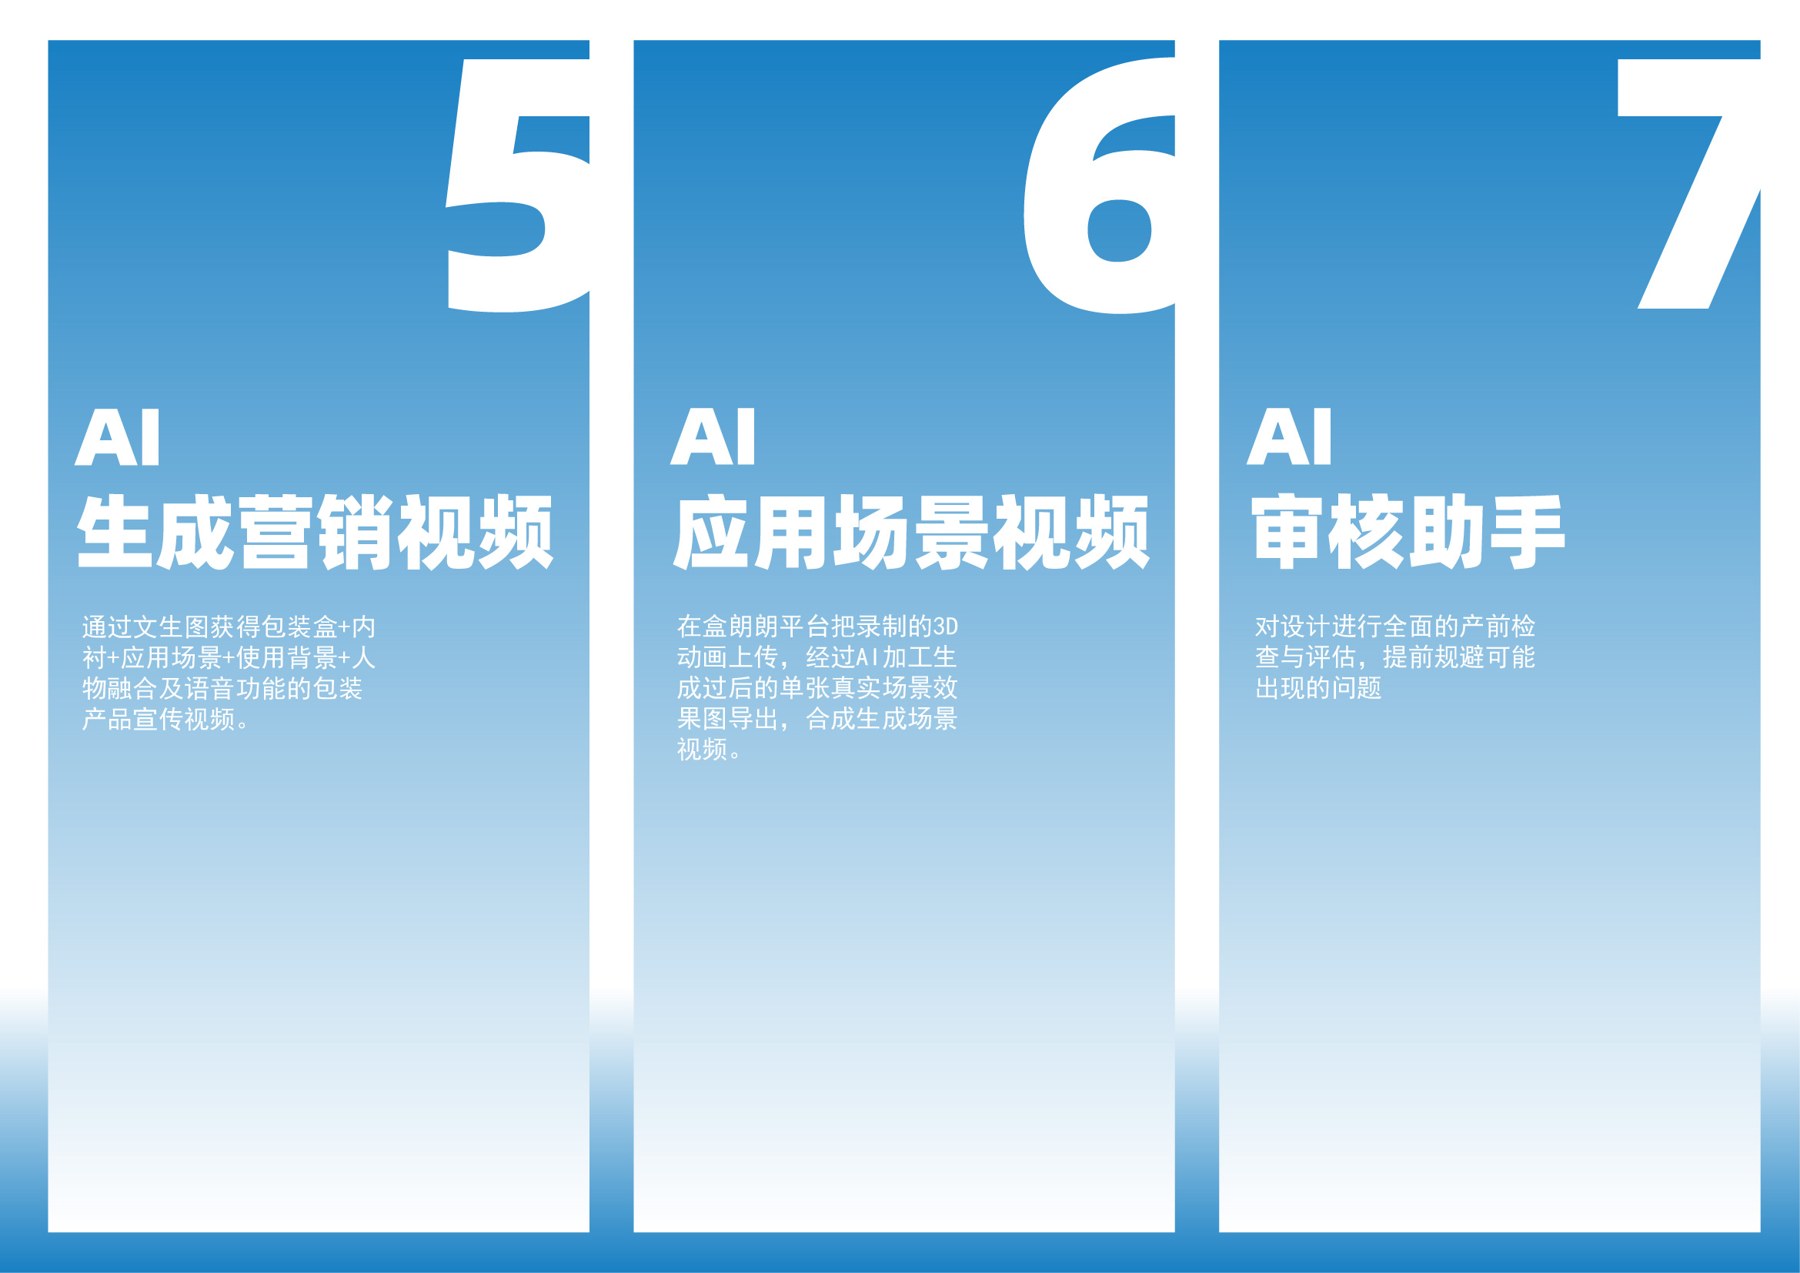 5
AI
生成营销视频
通过文生图获得包装盒+内
衬+应用场景+使用背景+人
物融合及语音功能的包装
产品宣传视频。
6
AI
应用场景视频
在盒朗朗平台把录制的3D
动画上传，经过AI加工生
成过后的单张真实场景效
果图导出，合成生成场景
视频。
7
AI
审核助手
对设计进行全面的产前检
查与评估，提前规避可能
出现的问题